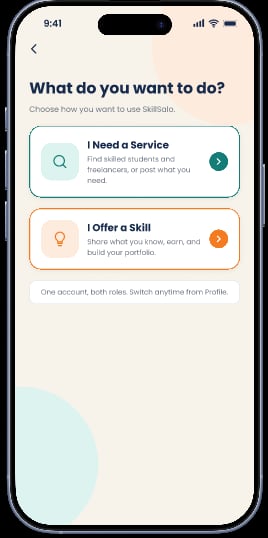 9:41
What do you want to do?
Choose how you want to use SkillSalo.
I Need a Service
Find skilled students and
freelancers, or post what you
need.
I Offer a Skill
Share what you know, earn, and
build your portfolio.
One account, both roles. Switch anytime from Profile.